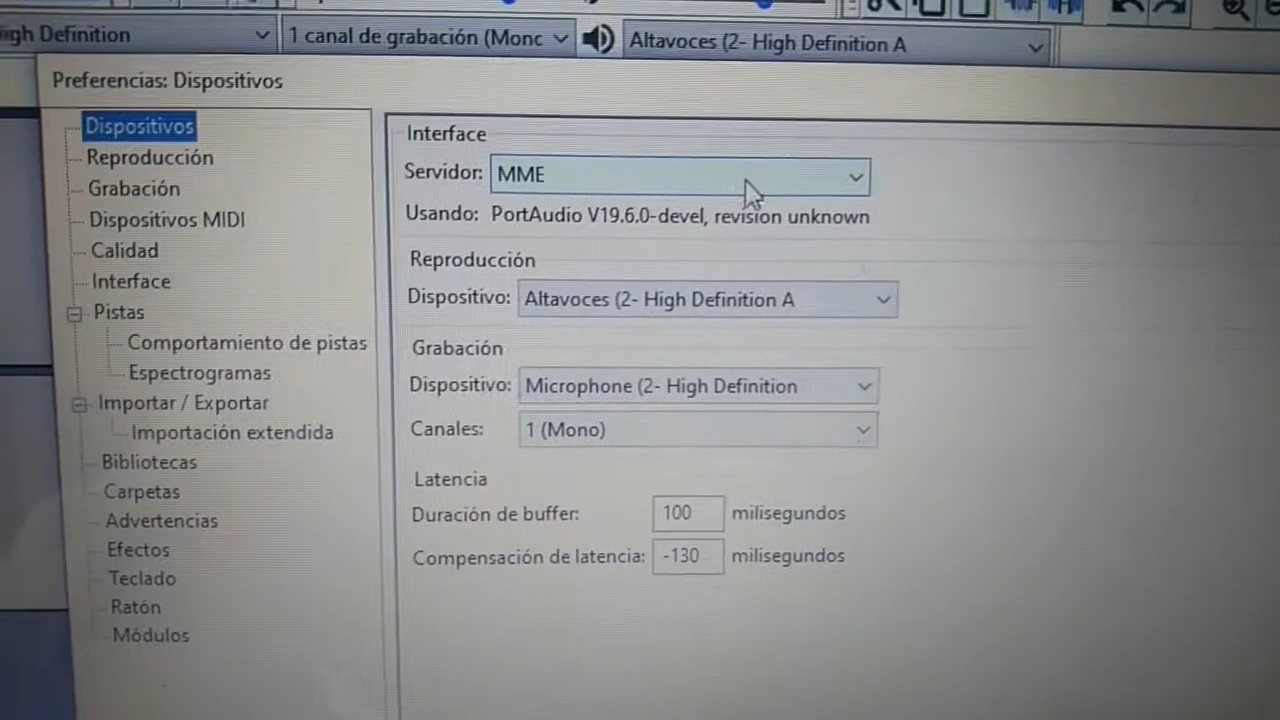 igh Definition
1 canal de grabación (Monc
Altavoces (2- High Definition A
Preferencias: Dispositivos
Dispositivos
Reproducción
Grabación
Dispositivos MIDI
Calidad
Interface
Pistas
Comportamiento de pistas
Espectrogramas
Importar / Exportar
Importación extendida
Bibliotecas
Carpetas
Advertencias
Efectos
Teclado
Ratón
Módulos
Interface
Servidor: MME
Usando: PortAudio V19.6.0-devel, revision unknown
Reproducción
Dispositivo: Altavoces (2- High Definition A
Grabación
Dispositivo: Microphone (2- High Definition
Canales: 1 (Mono)
Latencia
Duración de buffer: 100 milisegundos
Compensación de latencia: -130 milisegundos